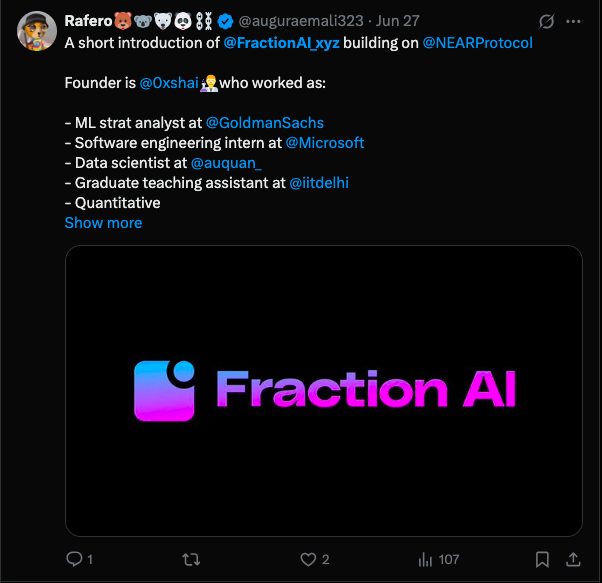 Rafero🐻🐨🐻‍❄️🐼⛓️ @auguraemali323 · Jun 27
A short introduction of @FractionAI_xyz building on @NEARProtocol
Founder is @0xshai👩‍🔬who worked as:
- ML strat analyst at @GoldmanSachs
- Software engineering intern at @Microsoft
- Data scientist at @auquan_
- Graduate teaching assistant at @iitdelhi
- Quantitative
Show more
Fraction AI
1 2 107